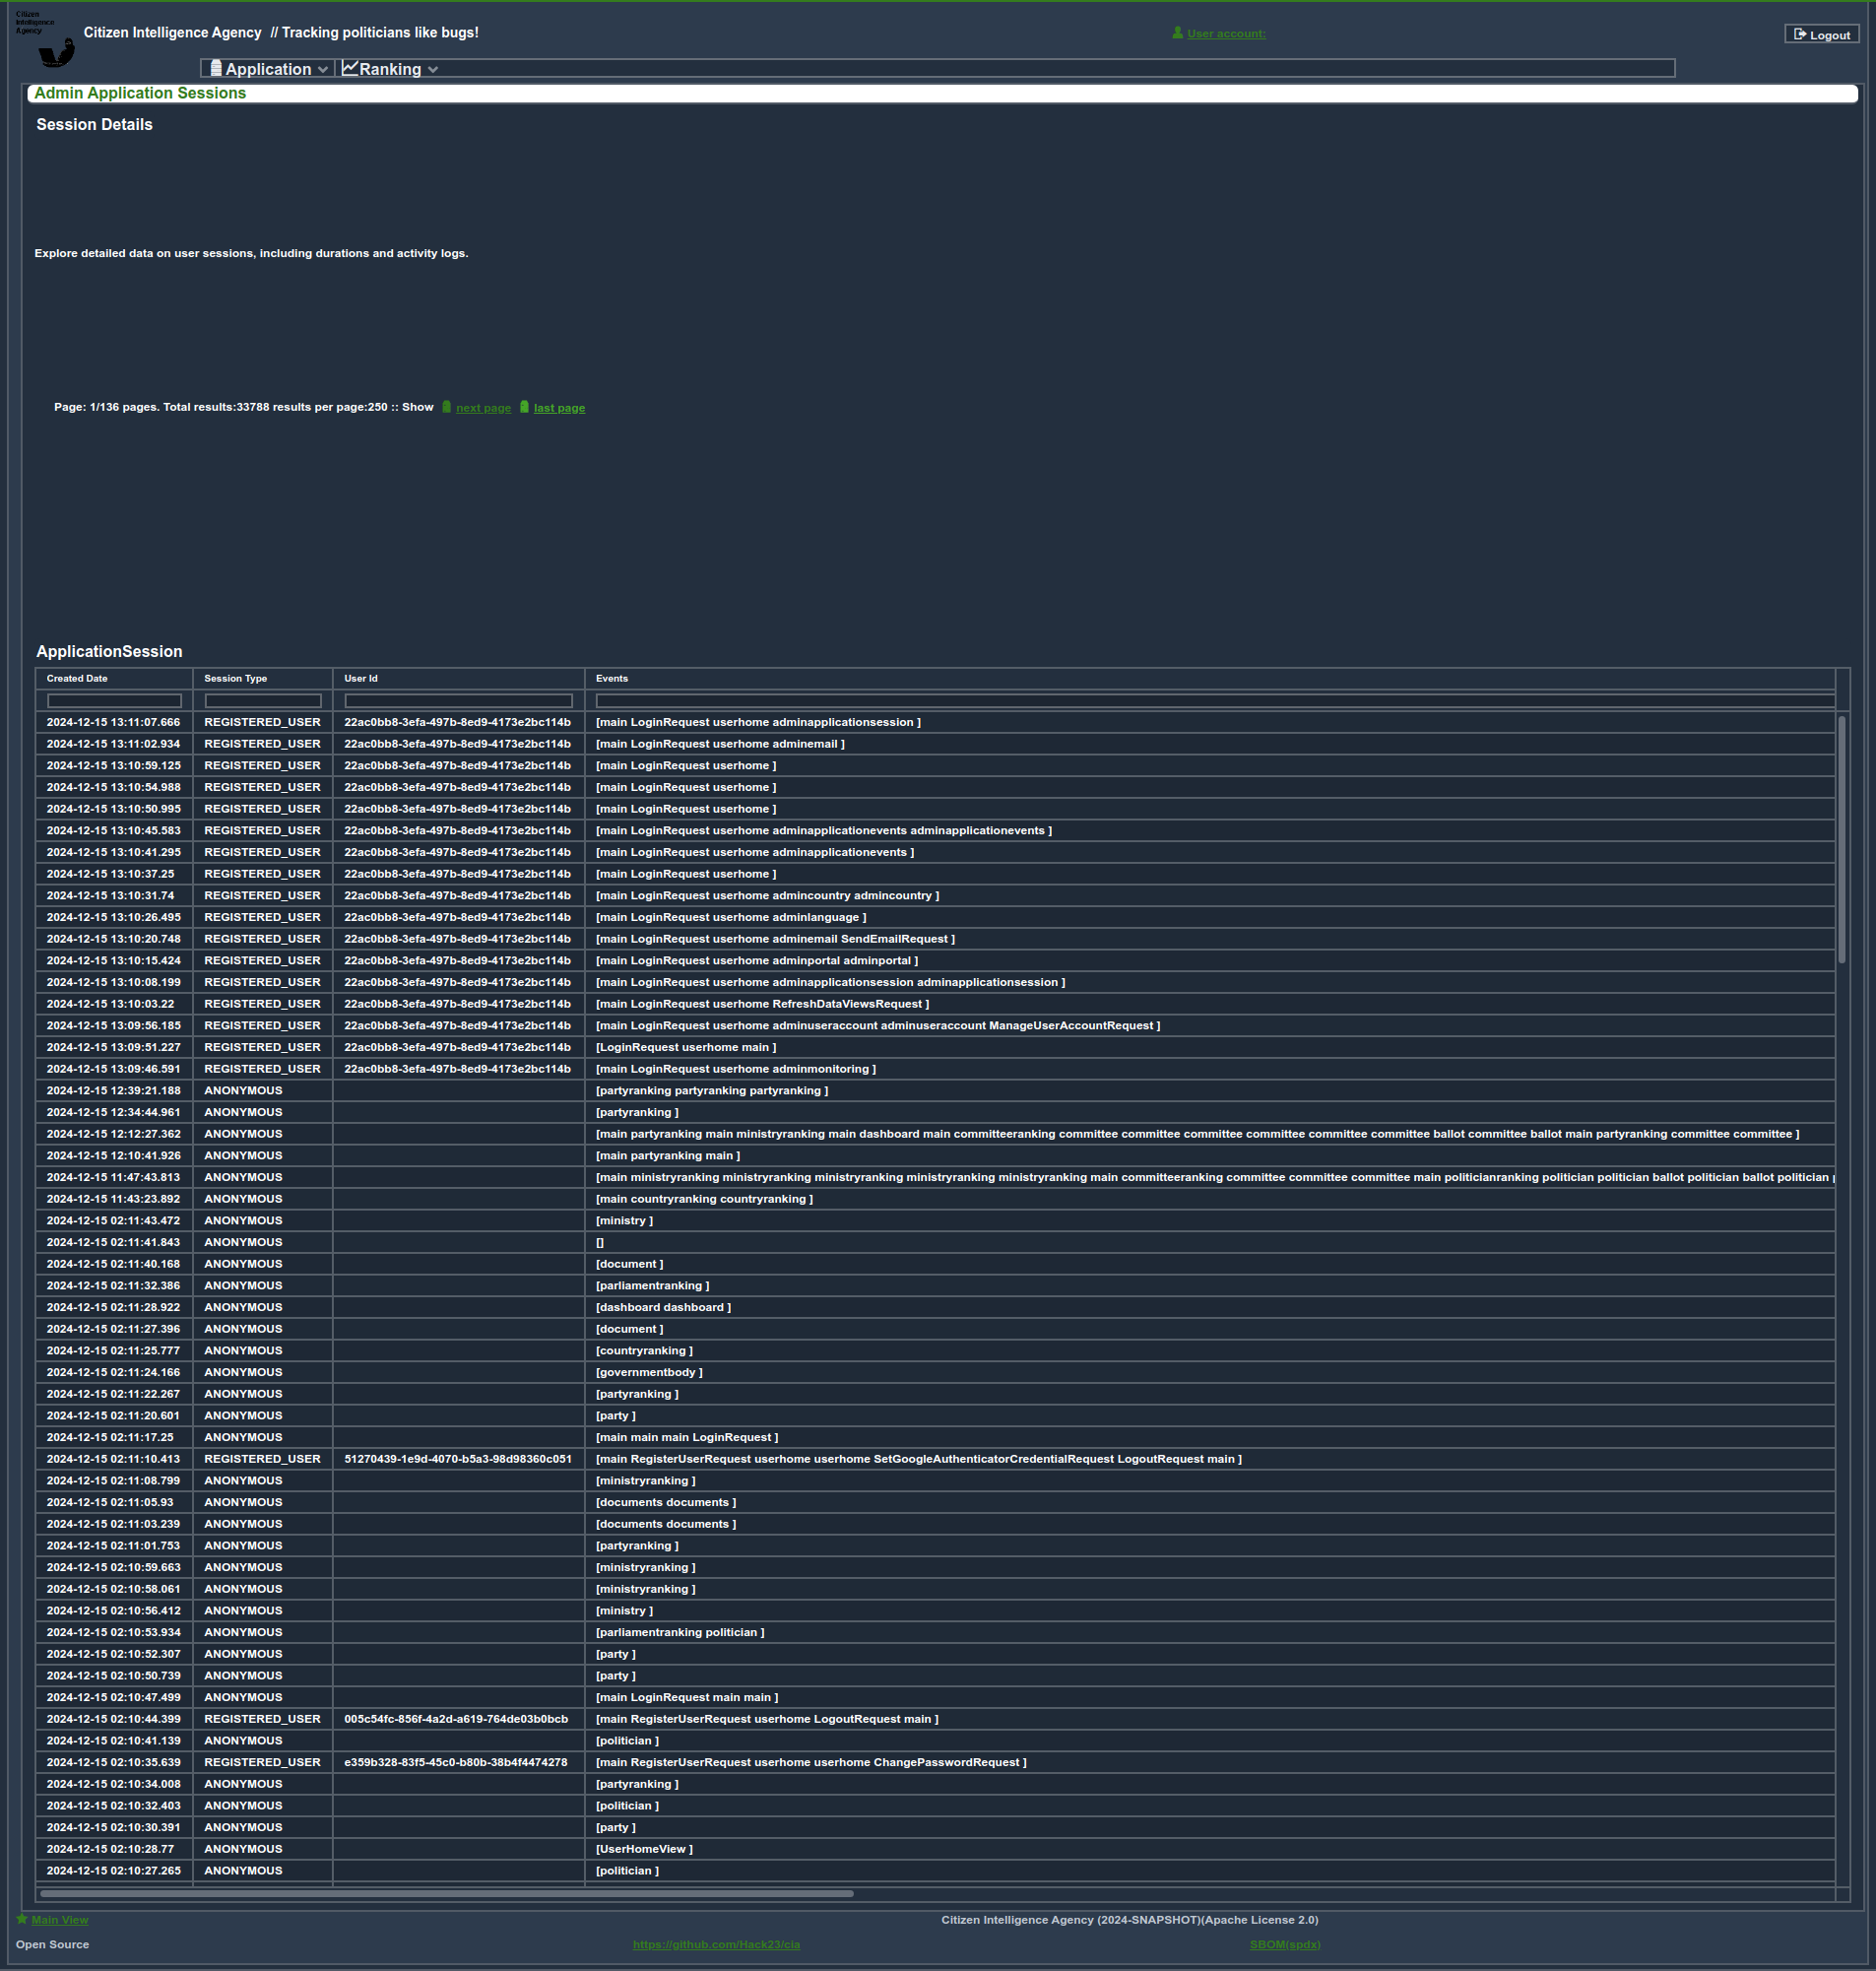 Citizen
Intelligence
Agency
Citizen Intelligence Agency // Tracking politicians like bugs!
User account:
Logout
Application Ranking
Admin Application Sessions
Session Details
Explore detailed data on user sessions, including durations and activity logs.
Page: 1/136 pages. Total results:33788 results per page:250 :: Show next page last page
ApplicationSession
Created Date Session Type User Id Events
2024-12-15 13:11:07.666 REGISTERED_USER 22ac0bb8-3efa-497b-8ed9-4173e2bc114b [main LoginRequest userhome adminapplicationsession ]
2024-12-15 13:11:02.934 REGISTERED_USER 22ac0bb8-3efa-497b-8ed9-4173e2bc114b [main LoginRequest userhome adminemail ]
2024-12-15 13:10:59.125 REGISTERED_USER 22ac0bb8-3efa-497b-8ed9-4173e2bc114b [main LoginRequest userhome ]
2024-12-15 13:10:54.988 REGISTERED_USER 22ac0bb8-3efa-497b-8ed9-4173e2bc114b [main LoginRequest userhome ]
2024-12-15 13:10:50.995 REGISTERED_USER 22ac0bb8-3efa-497b-8ed9-4173e2bc114b [main LoginRequest userhome ]
2024-12-15 13:10:45.583 REGISTERED_USER 22ac0bb8-3efa-497b-8ed9-4173e2bc114b [main LoginRequest userhome adminapplicationevents adminapplicationevents ]
2024-12-15 13:10:41.295 REGISTERED_USER 22ac0bb8-3efa-497b-8ed9-4173e2bc114b [main LoginRequest userhome adminapplicationevents ]
2024-12-15 13:10:37.25 REGISTERED_USER 22ac0bb8-3efa-497b-8ed9-4173e2bc114b [main LoginRequest userhome ]
2024-12-15 13:10:31.74 REGISTERED_USER 22ac0bb8-3efa-497b-8ed9-4173e2bc114b [main LoginRequest userhome admincountry admincountry ]
2024-12-15 13:10:26.495 REGISTERED_USER 22ac0bb8-3efa-497b-8ed9-4173e2bc114b [main LoginRequest userhome adminlanguage ]
2024-12-15 13:10:20.748 REGISTERED_USER 22ac0bb8-3efa-497b-8ed9-4173e2bc114b [main LoginRequest userhome adminemail SendEmailRequest ]
2024-12-15 13:10:15.424 REGISTERED_USER 22ac0bb8-3efa-497b-8ed9-4173e2bc114b [main LoginRequest userhome adminportal adminportal ]
2024-12-15 13:10:08.199 REGISTERED_USER 22ac0bb8-3efa-497b-8ed9-4173e2bc114b [main LoginRequest userhome adminapplicationsession adminapplicationsession ]
2024-12-15 13:10:03.22 REGISTERED_USER 22ac0bb8-3efa-497b-8ed9-4173e2bc114b [main LoginRequest userhome RefreshDataViewsRequest ]
2024-12-15 13:09:56.185 REGISTERED_USER 22ac0bb8-3efa-497b-8ed9-4173e2bc114b [main LoginRequest userhome adminuseraccount adminuseraccount ManageUserAccountRequest ]
2024-12-15 13:09:51.227 REGISTERED_USER 22ac0bb8-3efa-497b-8ed9-4173e2bc114b [LoginRequest userhome main ]
2024-12-15 13:09:46.591 REGISTERED_USER 22ac0bb8-3efa-497b-8ed9-4173e2bc114b [main LoginRequest userhome adminmonitoring ]
2024-12-15 12:39:21.188 ANONYMOUS [partyranking partyranking partyranking ]
2024-12-15 12:34:44.961 ANONYMOUS [partyranking ]
2024-12-15 12:12:27.362 ANONYMOUS [main partyranking main ministryranking main dashboard main committeeranking committee committee committee committee committee committee ballot committee ballot main partyranking committee committee ]
2024-12-15 12:10:41.926 ANONYMOUS [main partyranking main ]
2024-12-15 11:47:43.813 ANONYMOUS [main ministryranking ministryranking ministryranking ministryranking ministryranking main committeeranking committee committee committee main politicianranking politician politician ballot politician ballot politician
2024-12-15 11:43:23.892 ANONYMOUS [main countryranking countryranking ]
2024-12-15 02:11:43.472 ANONYMOUS [ministry ]
2024-12-15 02:11:41.843 ANONYMOUS []
2024-12-15 02:11:40.168 ANONYMOUS [document ]
2024-12-15 02:11:32.386 ANONYMOUS [parliamentranking ]
2024-12-15 02:11:28.922 ANONYMOUS [dashboard dashboard ]
2024-12-15 02:11:27.396 ANONYMOUS [document ]
2024-12-15 02:11:25.777 ANONYMOUS [countryranking ]
2024-12-15 02:11:24.166 ANONYMOUS [governmentbody ]
2024-12-15 02:11:22.267 ANONYMOUS [partyranking ]
2024-12-15 02:11:20.601 ANONYMOUS [party ]
2024-12-15 02:11:17.25 ANONYMOUS [main main main LoginRequest ]
2024-12-15 02:11:10.413 REGISTERED_USER 51270439-1e9d-4070-b5a3-98d98360c051 [main RegisterUserRequest userhome userhome SetGoogleAuthenticatorCredentialRequest LogoutRequest main ]
2024-12-15 02:11:08.799 ANONYMOUS [ministryranking ]
2024-12-15 02:11:05.93 ANONYMOUS [documents documents ]
2024-12-15 02:11:03.239 ANONYMOUS [documents documents ]
2024-12-15 02:11:01.753 ANONYMOUS [partyranking ]
2024-12-15 02:10:59.663 ANONYMOUS [ministryranking ]
2024-12-15 02:10:58.061 ANONYMOUS [ministryranking ]
2024-12-15 02:10:56.412 ANONYMOUS [ministry ]
2024-12-15 02:10:53.934 ANONYMOUS [parliamentranking politician ]
2024-12-15 02:10:52.307 ANONYMOUS [party ]
2024-12-15 02:10:50.739 ANONYMOUS [party ]
2024-12-15 02:10:47.499 ANONYMOUS [main LoginRequest main main ]
2024-12-15 02:10:44.399 REGISTERED_USER 005c54fc-856f-4a2d-a619-764de03b0bcb [main RegisterUserRequest userhome LogoutRequest main ]
2024-12-15 02:10:41.139 ANONYMOUS [politician ]
2024-12-15 02:10:35.639 REGISTERED_USER e359b328-83f5-45c0-b80b-38b4f4474278 [main RegisterUserRequest userhome userhome ChangePasswordRequest ]
2024-12-15 02:10:34.008 ANONYMOUS [partyranking ]
2024-12-15 02:10:32.403 ANONYMOUS [politician ]
2024-12-15 02:10:30.391 ANONYMOUS [party ]
2024-12-15 02:10:28.77 ANONYMOUS [UserHomeView ]
2024-12-15 02:10:27.265 ANONYMOUS [politician ]
Main View
Citizen Intelligence Agency (2024-SNAPSHOT)(Apache License 2.0)
Open Source
https://github.com/Hack23/cia
SBOM(spdx)